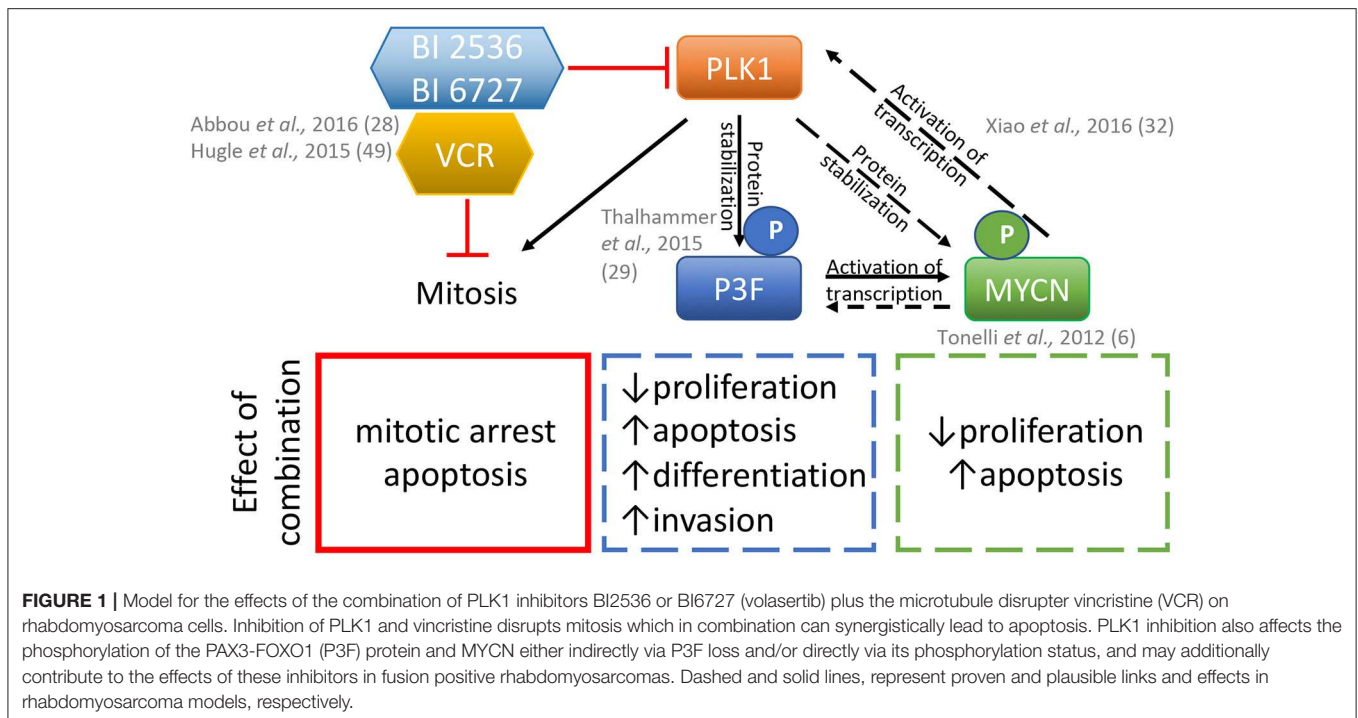 BI 2536
BI 6727
PLK1
Abbou et al., 2016 (28)
Hugle et al., 2015 (49)
VCR
Activation of
transcription
Xiao et al., 2016 (32)
Protein
stabilization
Protein
stabilization
Thalhammer
et al., 2015
(29)
P
P
Mitosis
P3F
Activation of
transcription
MYCN
Tonelli et al., 2012 (6)
Effect of
combination
mitotic arrest
apoptosis
↓proliferation
↑apoptosis
↑differentiation
↑invasion
↓proliferation
↑apoptosis
FIGURE 1 | Model for the effects of the combination of PLK1 inhibitors BI2536 or BI6727 (volasertib) plus the microtubule disrupter vincristine (VCR) on
rhabdomyosarcoma cells. Inhibition of PLK1 and vincristine disrupts mitosis which in combination can synergistically lead to apoptosis. PLK1 inhibition also affects the
phosphorylation of the PAX3-FOXO1 (P3F) protein and MYCN either indirectly via P3F loss and/or directly via its phosphorylation status, and may additionally
contribute to the effects of these inhibitors in fusion positive rhabdomyosarcomas. Dashed and solid lines, represent proven and plausible links and effects in
rhabdomyosarcoma models, respectively.